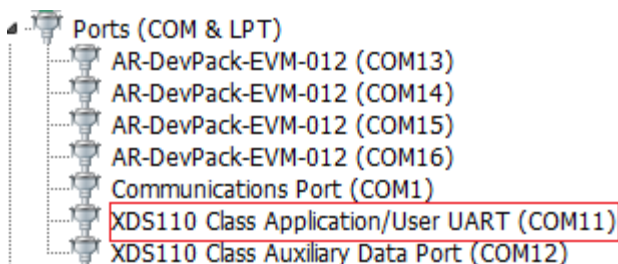 Ports (COM & LPT)
AR-DevPack-EVM-012 (COM13)
AR-DevPack-EVM-012 (COM14)
AR-DevPack-EVM-012 (COM15)
AR-DevPack-EVM-012 (COM16)
Communications Port (COM1)
XDS110 Class Application/User UART (COM11)
XDS110 Class Auxiliary Data Port (COM12)